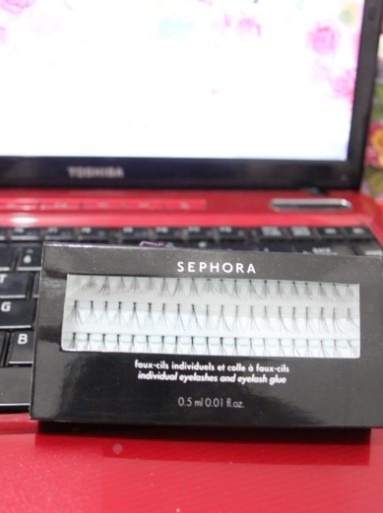 TOSHIBA
SEPHORA
G
B
faux-cils individuels et colle à faux-cils
individual eyelashes and eyelash glue
0.5 ml 0.01 fl.oz.